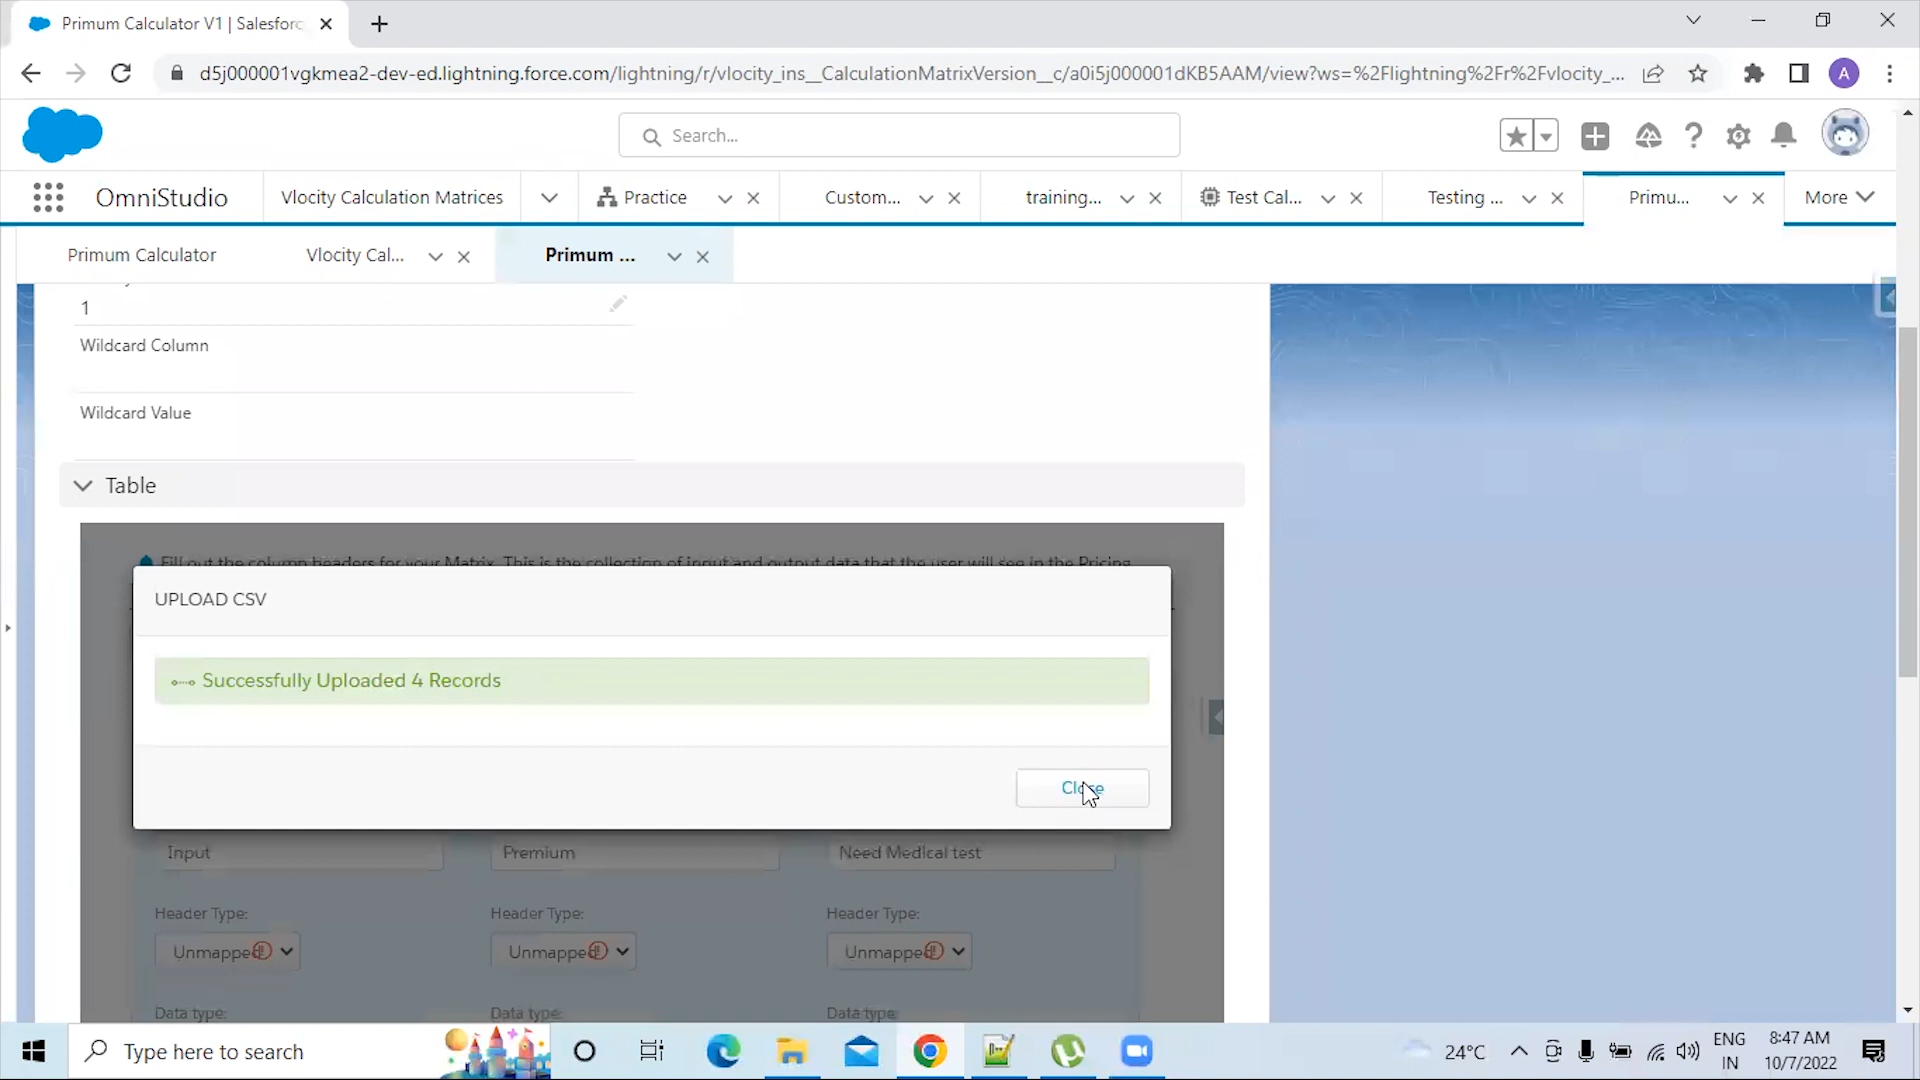 Primum Calculator V1 | Salesforc
d5j000001vgkmea2-dev-ed.lightning.force.com/lightning/r/vlocity_ins__CalculationMatrixVersion__c/a0i5j000001dKB5AAM/view?ws=%2Flightning%2Fr%2Fvlocity_...
A
Search...
OmniStudio
Vlocity Calculation Matrices
Practice
Custom...
training...
Test Cal...
Testing ...
Primu...
More
Primum Calculator
Vlocity Cal...
Primum ...
1
Wildcard Column
Wildcard Value
Table
Fill out the column headers for your Matrix. This is the collection of input and output data that the user will see in the Pricing
UPLOAD CSV
Successfully Uploaded 4 Records
Close
Input
Premium
Need Medical test
Header Type:
Header Type:
Header Type:
Unmapped
Unmapped
Unmapped
Data type:
Data type:
Data type:
Type here to search
24°C
ENG
IN
8:47 AM
10/7/2022